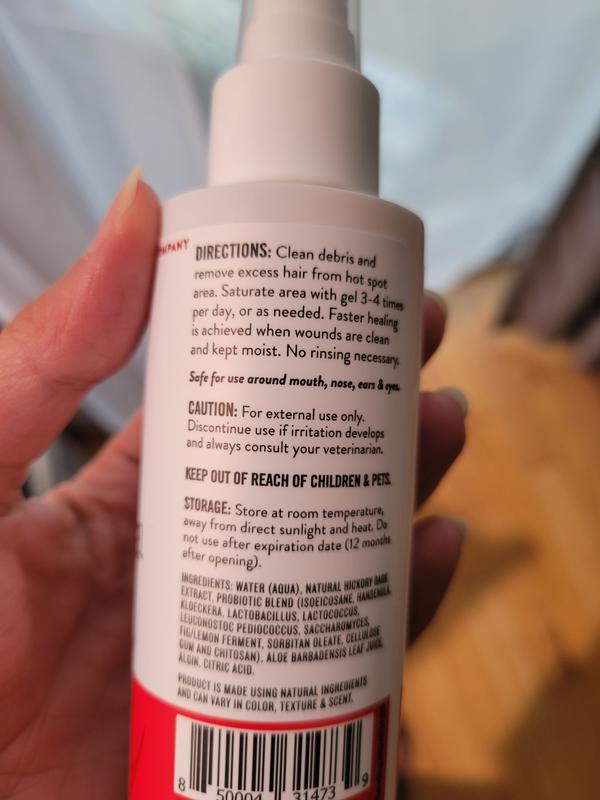 DIRECTIONS: Clean debris and
remove excess hair from hot spot
area. Saturate area with gel 3-4 times
per day, or as needed. Faster healing
is achieved when wounds are clean
and kept moist. No rinsing necessary.
Safe for use around mouth, nose, ears & eyes.
CAUTION: For external use only.
Discontinue use if irritation develops
and always consult your veterinarian.
KEEP OUT OF REACH OF CHILDREN & PETS.
STORAGE: Store at room temperature,
away from direct sunlight and heat. Do
not use after expiration date (12 months
after opening).
INGREDIENTS: WATER (AQUA), NATURAL HICKORY BARK
EXTRACT, PROBIOTIC BLEND (ISOEICOSANE, HANSENULA,
KLOECKERA, LACTOBACILLUS, LACTOCOCCUS,
LEUCONOSTOC PEDIOCOCCUS, SACCHAROMYCES,
FIG/LEMON FERMENT, SORBITAN OLEATE, CELLULOSE
GUM AND CHITOSAN), ALOE BARBADENSIS LEAF JUICE,
ALGIN, CITRIC ACID.
PRODUCT IS MADE USING NATURAL INGREDIENTS
AND CAN VARY IN COLOR, TEXTURE & SCENT.
8 50004 31473 9